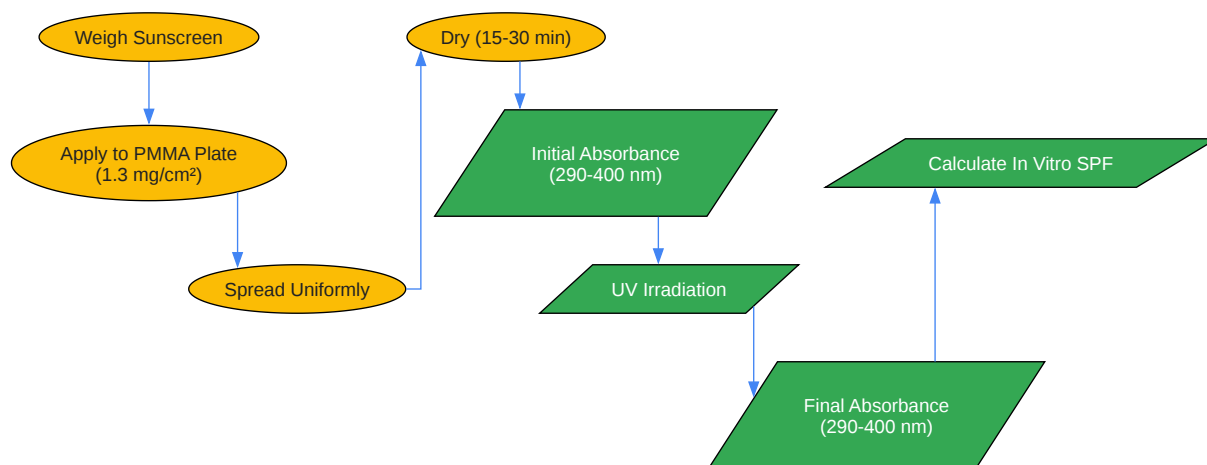 Weigh Sunscreen
Apply to PMMA Plate
(1.3 mg/cm²)
Spread Uniformly
Dry (15-30 min)
Initial Absorbance
(290-400 nm)
UV Irradiation
Final Absorbance
(290-400 nm)
Calculate In Vitro SPF